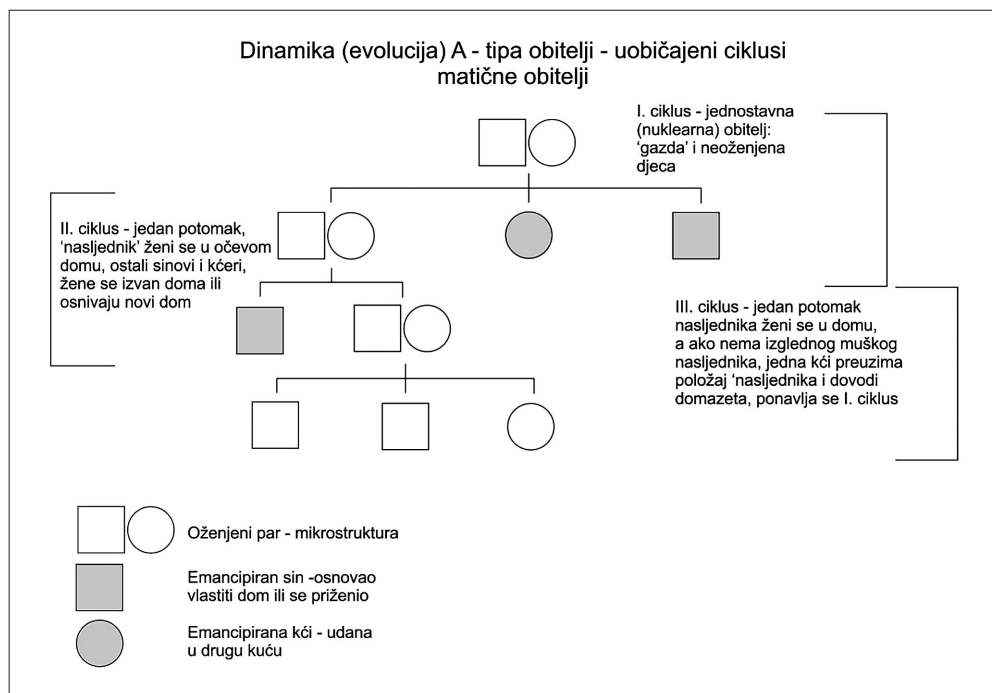 Dinamika (evolucija) A - tipa obitelji - uobičajeni ciklusi
matične obitelji
I. ciklus - jednostavna
(nuklearna) obitelj:
‘gazda’ i neoženjena
djeca
II. ciklus - jedan potomak,
‘nasljednik’ ženi se u očevom
domu, ostali sinovi i kćeri,
žene se izvan doma ili
osnivaju novi dom
III. ciklus - jedan potomak
nasljednika ženi se u domu,
a ako nema izglednog muškog
nasljednika, jedna kći preuzima
položaj ‘nasljednika i dovodi
domazeta, ponavlja se I. ciklus
Oženjeni par - mikrostruktura
Emancipiran sin -osnovao
vlastiti dom ili se priženio
Emancipirana kći - udana
u drugu kuću